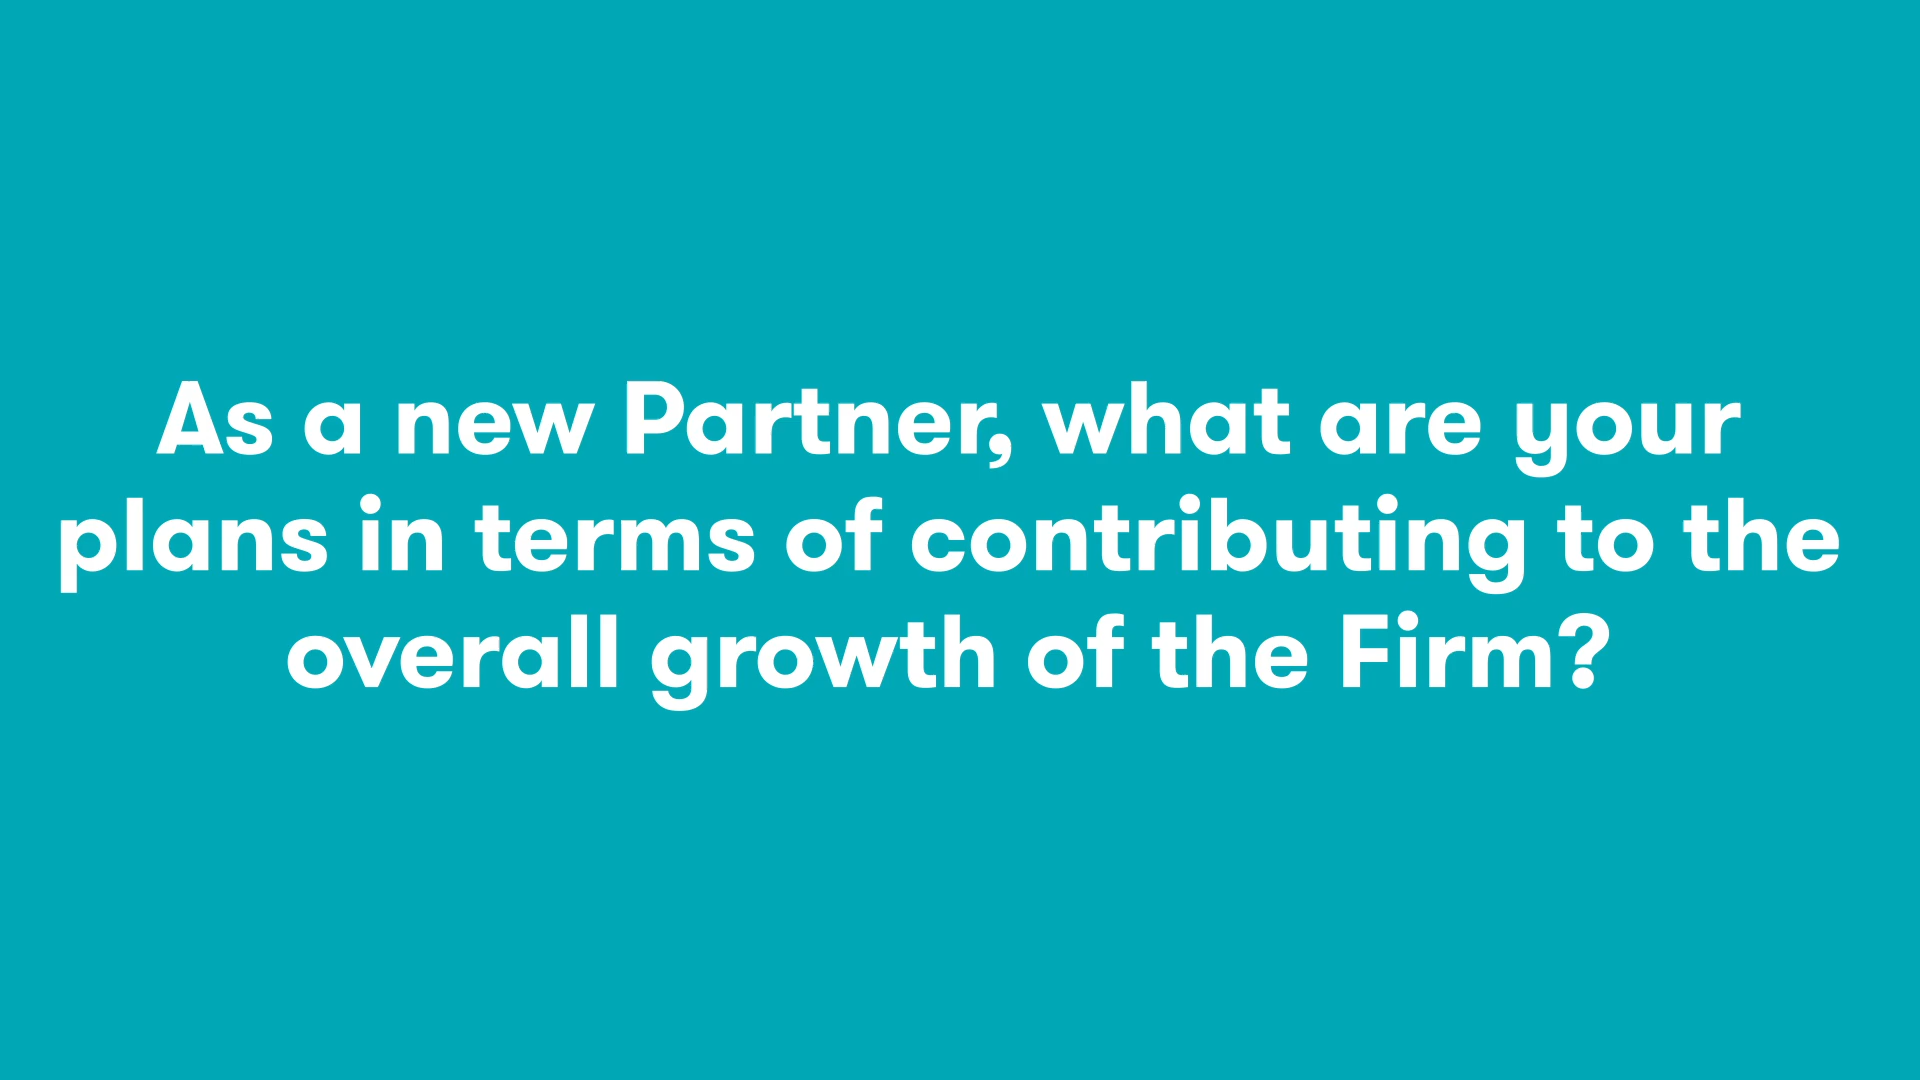 As a new Partner, what are your
plans in terms of contributing to the
overall growth of the Firm?